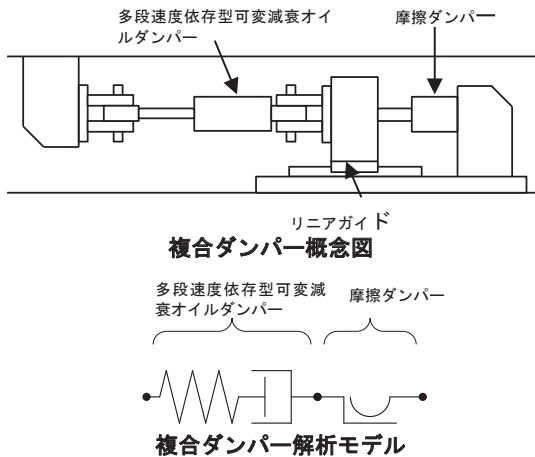 多段速度依存型可変減衰オイ
ルダンパー
摩擦ダンパー
リニアガイド
複合ダンパー概念図
多段速度依存型可変減
衰オイルダンパー
摩擦ダンパー
複合ダンパー解析モデル